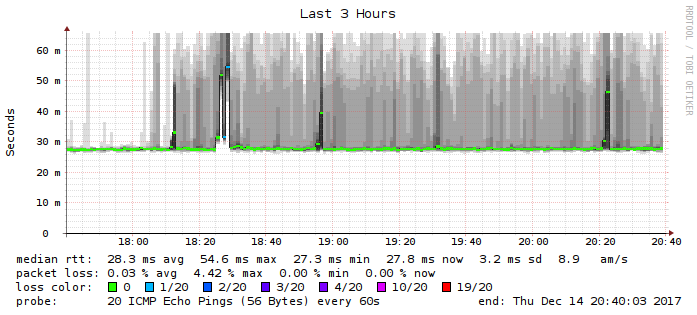 Last 3 Hours
RRDTOOL / TOBI OETIKER
Seconds
60 m
50 m
40 m
30 m
20 m
10 m
0
18:00 18:20 18:40 19:00 19:20 19:40 20:00 20:20 20:40
median rtt: 28.3 ms avg 54.6 ms max 27.3 ms min 27.8 ms now 3.2 ms sd 8.9 am/s
packet loss: 0.03 % avg 4.42 % max 0.00 % min 0.00 % now
loss color: 0 1/20 2/20 3/20 4/20 10/20 19/20
probe: 20 ICMP Echo Pings (56 Bytes) every 60s end: Thu Dec 14 20:40:03 2017